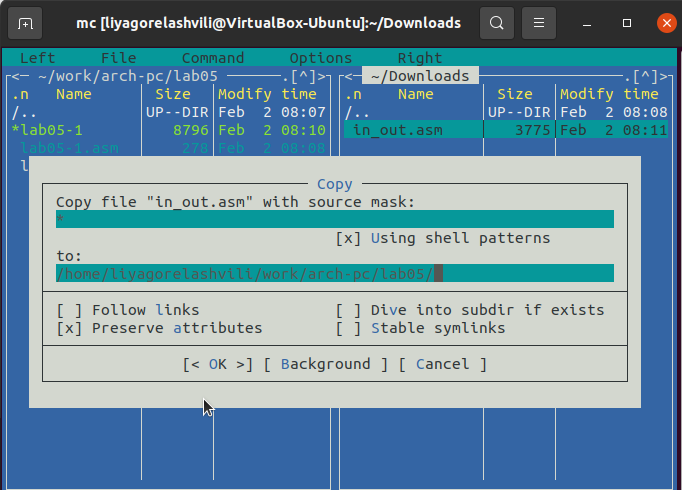 mc [liyagorelashvili@VirtualBox-Ubuntu]:~/Downloads
Left File Command Options Right
<─ ~/work/arch-pc/lab05 ─.[^]> <─ ~/Downloads ─.[^]>
.n Name Size Modify time .n Name Size Modify time
/.. UP--DIR Feb 2 08:07 /.. UP--DIR Feb 2 08:08
*lab05-1 8796 Feb 2 08:10 in_out.asm 3775 Feb 2 08:11
lab05-1.asm 270 Feb 2 08:08
l
Copy
Copy file "in_out.asm" with source mask:
*
[x] Using shell patterns
to:
/home/liyagorelashvili/work/arch-pc/lab05/
[ ] Follow links [ ] Dive into subdir if exists
[x] Preserve attributes [ ] Stable symlinks
[< OK >] [ Background ] [ Cancel ]